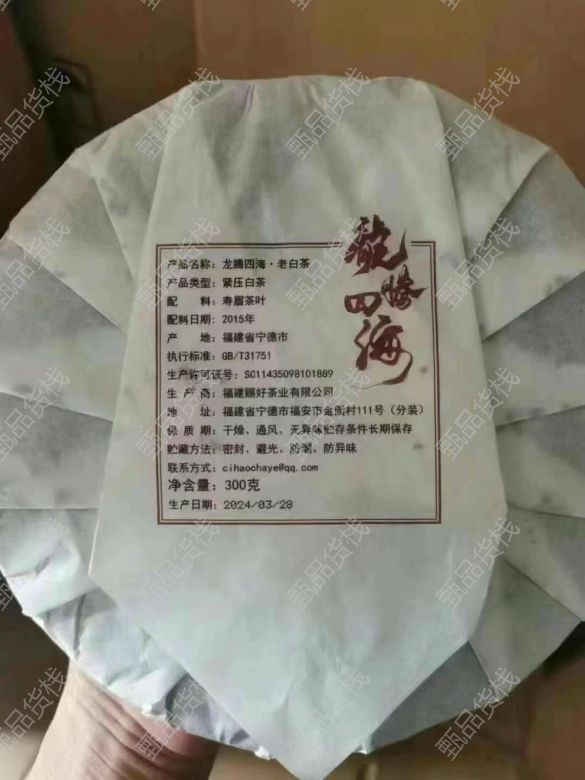 龙腾四海
产品名称：龙腾四海·老白茶
产品类型：紧压白茶
配　　料：寿眉茶叶
配料日期：2015年
产　　地：福建省宁德市
执行标准：GB/T31751
生产许可证号：SC11435098101889
生 产 商：福建赐好茶业有限公司
地　　址：福建省宁德市福安市金街村111号（分装）
保 质 期：干燥、通风、无异味贮存条件长期保存
贮藏方法：密封、避光、防潮、防异味
联系方式：cihaochaye@qq.com
净含量：300克
生产日期：2024/03/28
甄品货栈